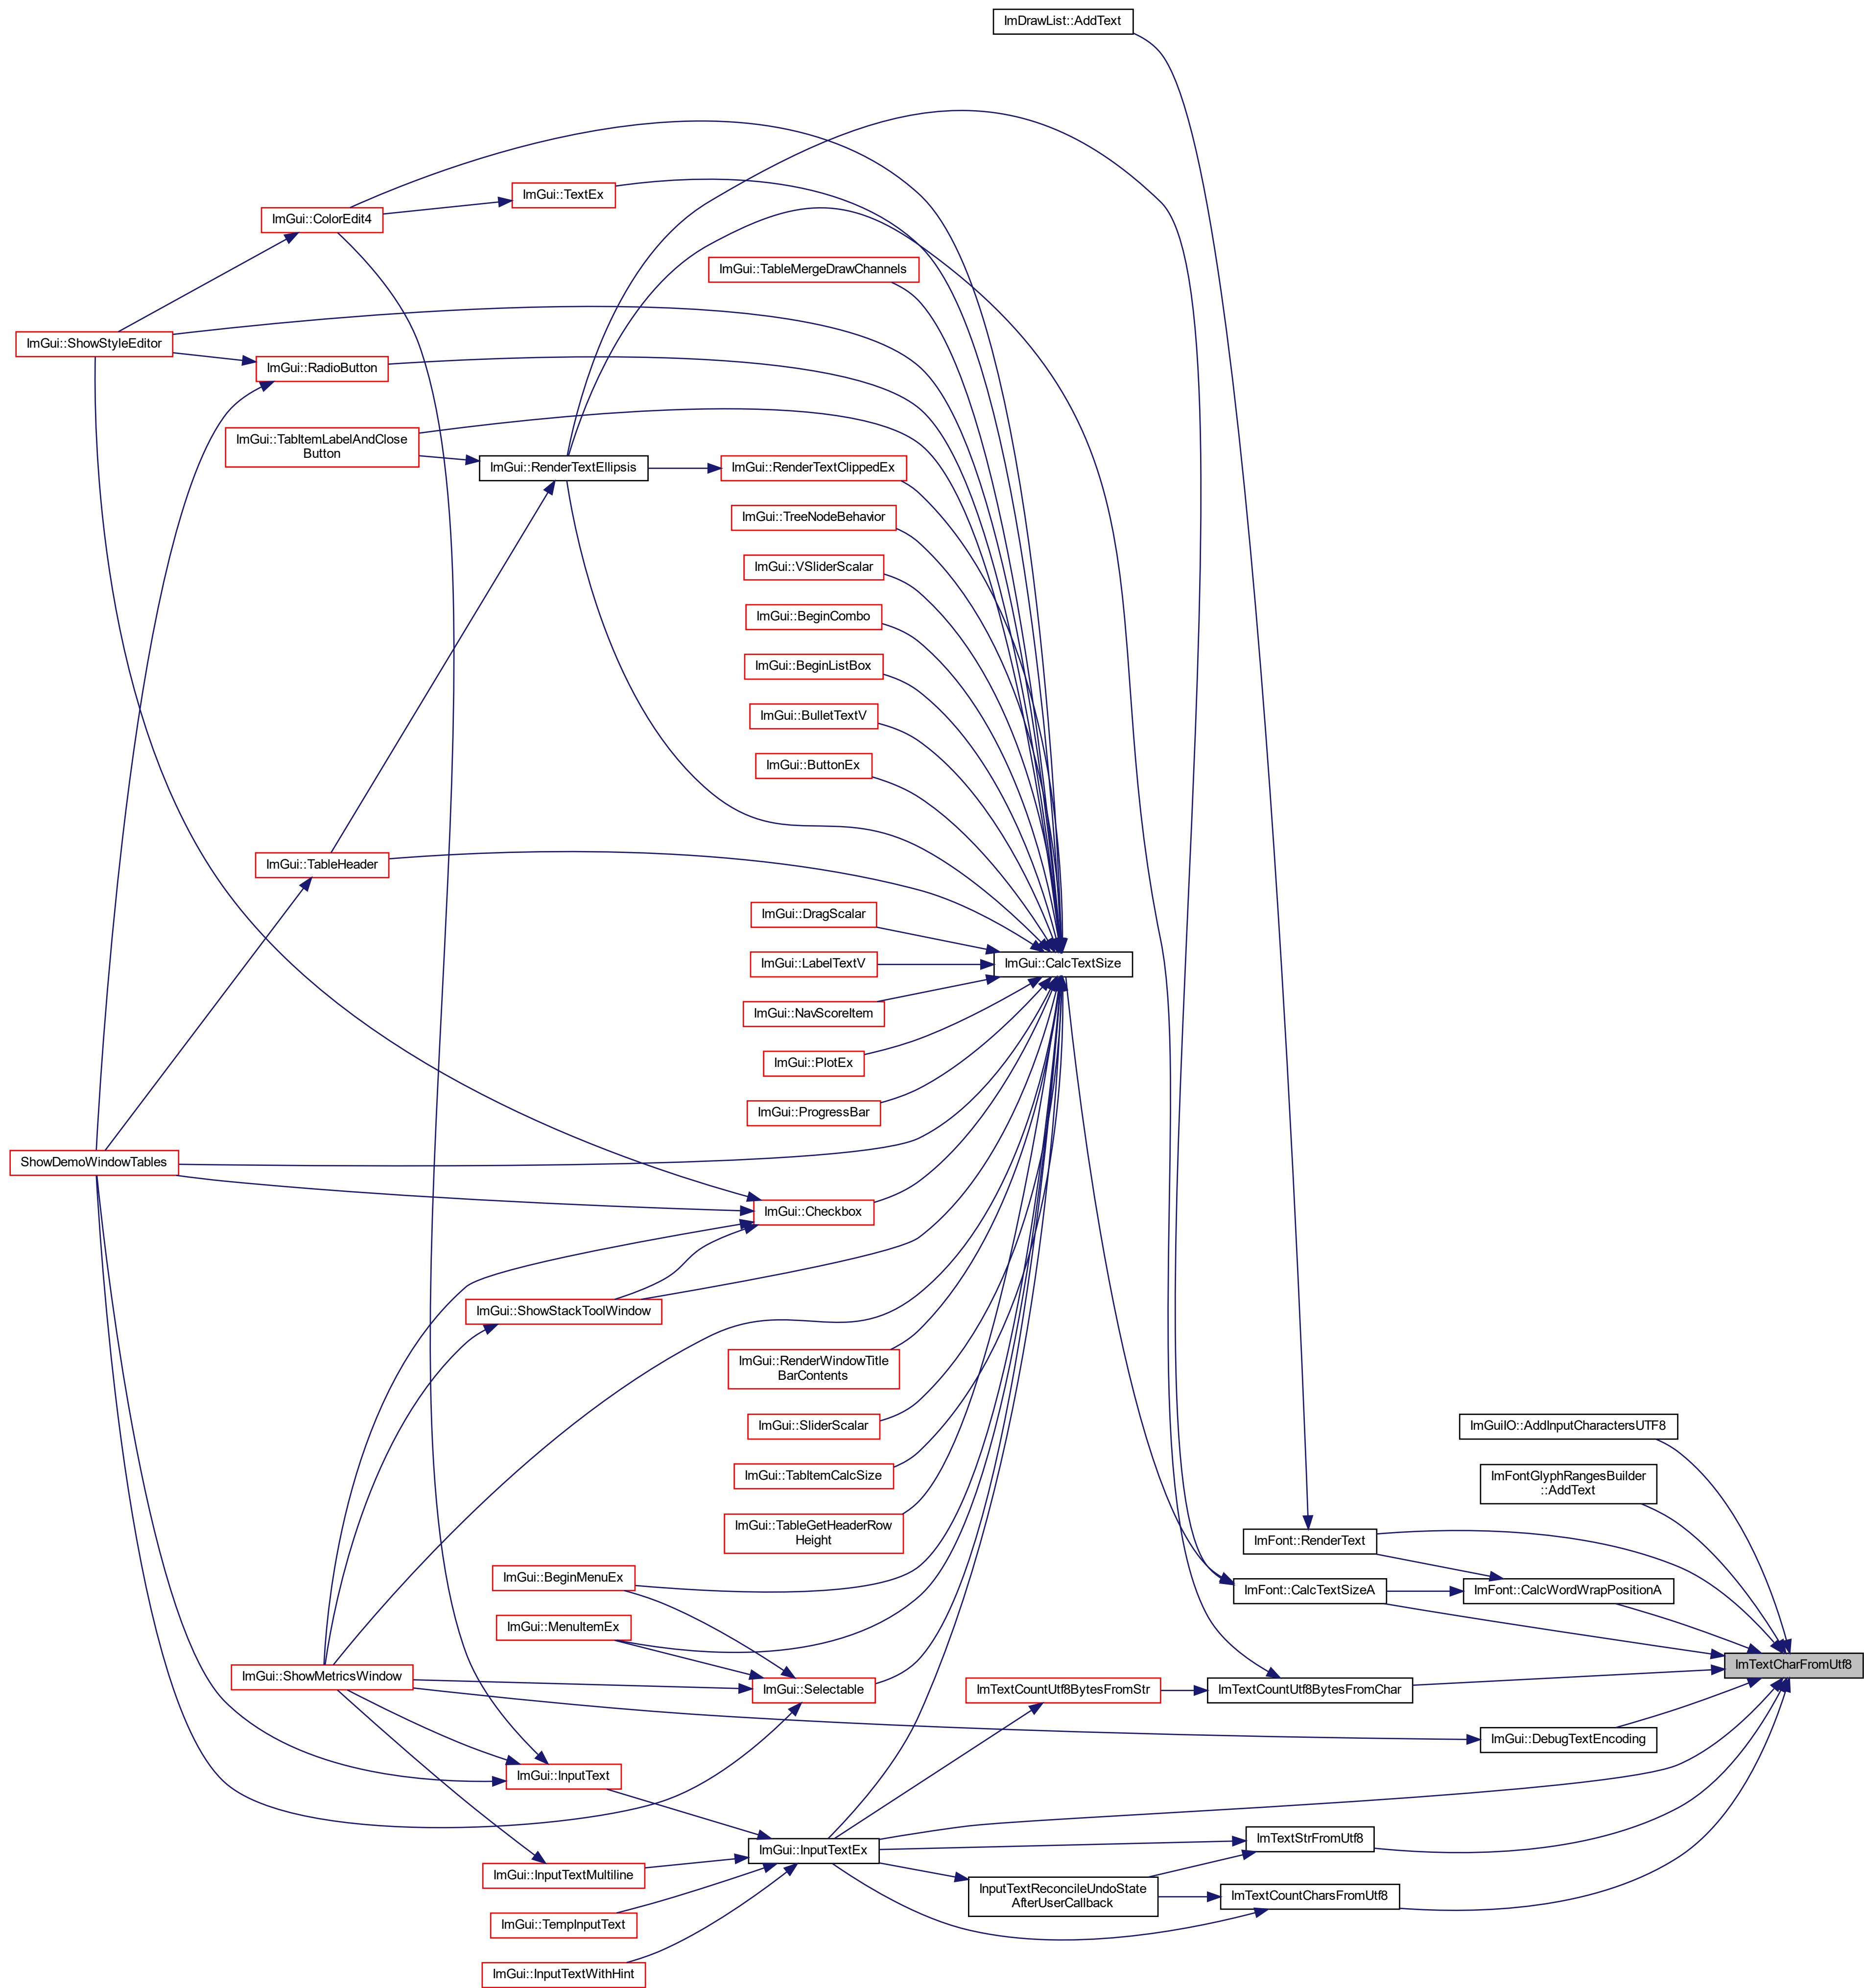 ImDrawList::AddText
ImGui::TextEx
ImGui::ColorEdit4
ImGui::TableMergeDrawChannels
ImGui::ShowStyleEditor
ImGui::RadioButton
ImGui::TabItemLabelAndClose
Button
ImGui::RenderTextEllipsis
ImGui::RenderTextClippedEx
ImGui::TreeNodeBehavior
ImGui::VSliderScalar
ImGui::BeginCombo
ImGui::BeginListBox
ImGui::BulletTextV
ImGui::ButtonEx
ImGui::TableHeader
ImGui::DragScalar
ImGui::LabelTextV
ImGui::CalcTextSize
ImGui::NavScoreItem
ImGui::PlotEx
ImGui::ProgressBar
ShowDemoWindowTables
ImGui::Checkbox
ImGui::ShowStackToolWindow
ImGui::RenderWindowTitle
BarContents
ImGui::SliderScalar
ImGuiIO::AddInputCharactersUTF8
ImGui::TabItemCalcSize
ImFontGlyphRangesBuilder
::AddText
ImGui::TableGetHeaderRow
Height
ImFont::RenderText
ImGui::BeginMenuEx
ImFont::CalcTextSizeA
ImFont::CalcWordWrapPositionA
ImGui::MenuItemEx
ImTextCharFromUtf8
ImGui::ShowMetricsWindow
ImGui::Selectable
ImTextCountUtf8BytesFromStr
ImTextCountUtf8BytesFromChar
ImGui::DebugTextEncoding
ImGui::InputText
ImGui::InputTextEx
ImTextStrFromUtf8
ImGui::InputTextMultiline
InputTextReconcileUndoState
AfterUserCallback
ImTextCountCharsFromUtf8
ImGui::TempInputText
ImGui::InputTextWithHint